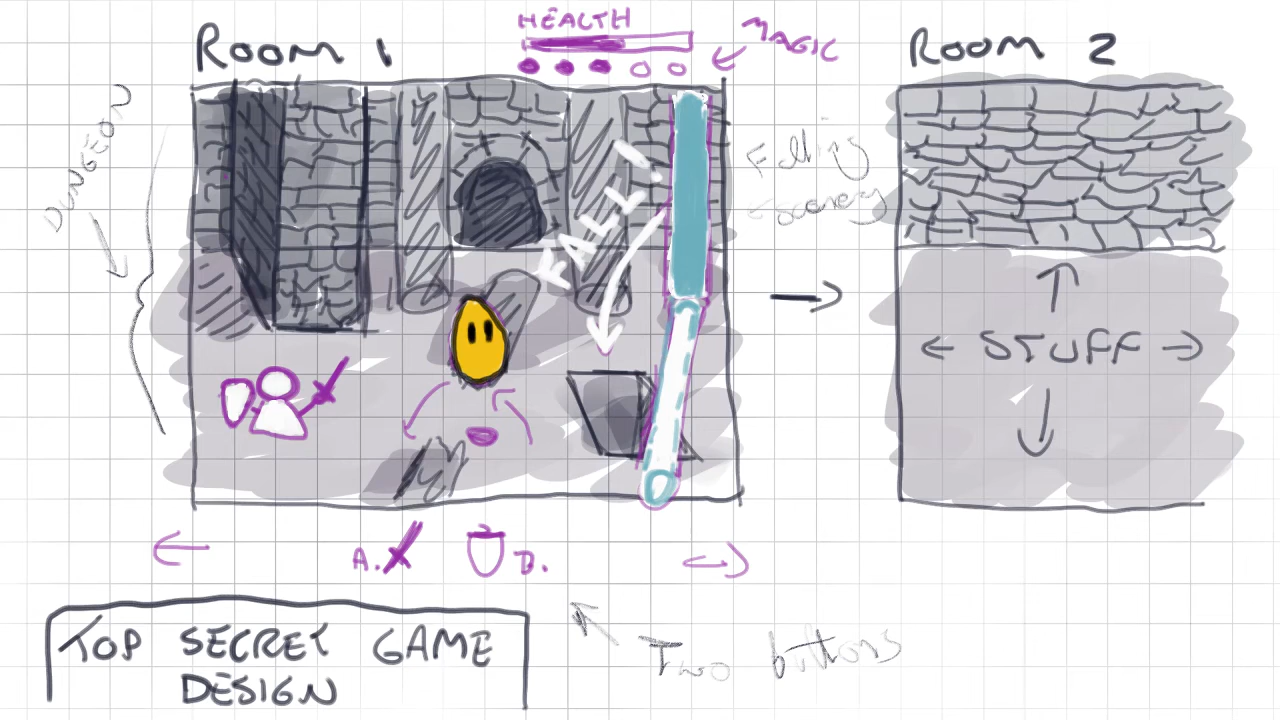 HEALTH
MAGIC
ROOM 1
ROOM 2
DUNGEON
FALL!
Falling
scenery
STUFF
A.
B.
TOP SECRET GAME
DESIGN
Two buttons